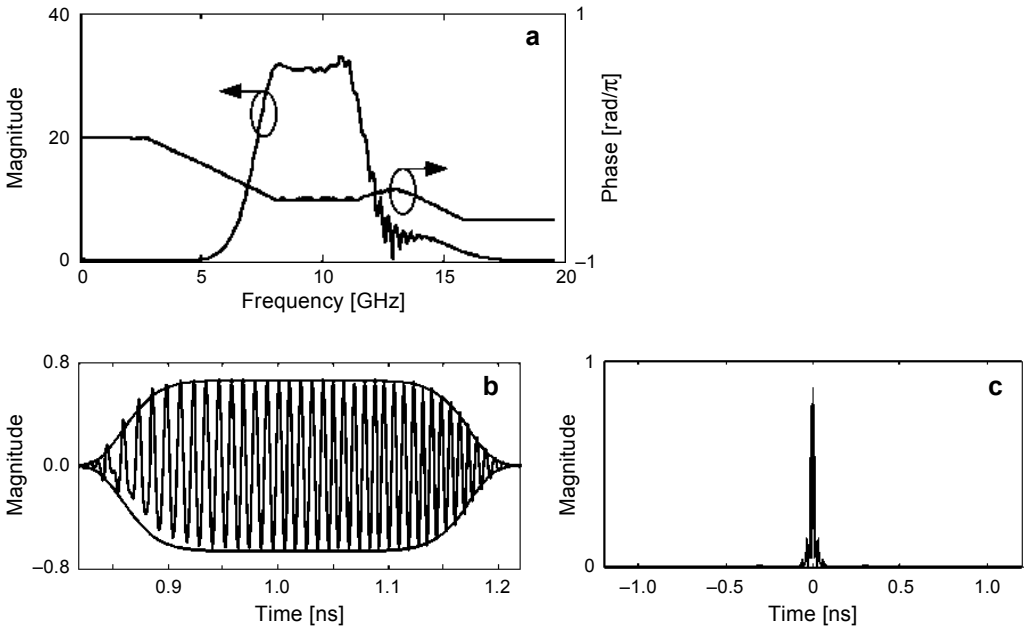 40
20
0
Magnitude
a
1
–1
Phase [rad/π]
0
5
10
15
20
Frequency [GHz]
0.8
0.0
–0.8
Magnitude
b
0.9
1.0
1.1
1.2
Time [ns]
1
0
Magnitude
c
–1.0
–0.5
0
0.5
1.0
Time [ns]